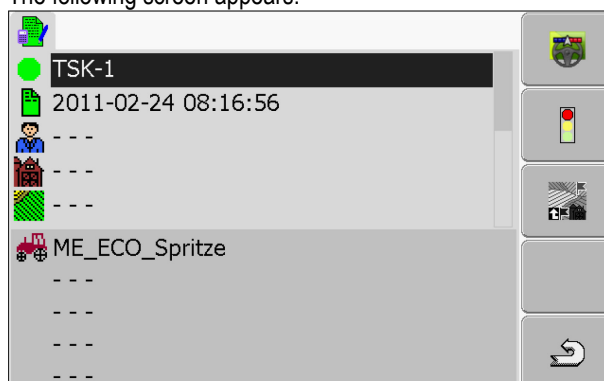 The following screen appears:
TSK-1
2011-02-24 08:16:56
- - -
- - -
- - -
ME_ECO_Spritze
- - -
- - -
- - -
- - -